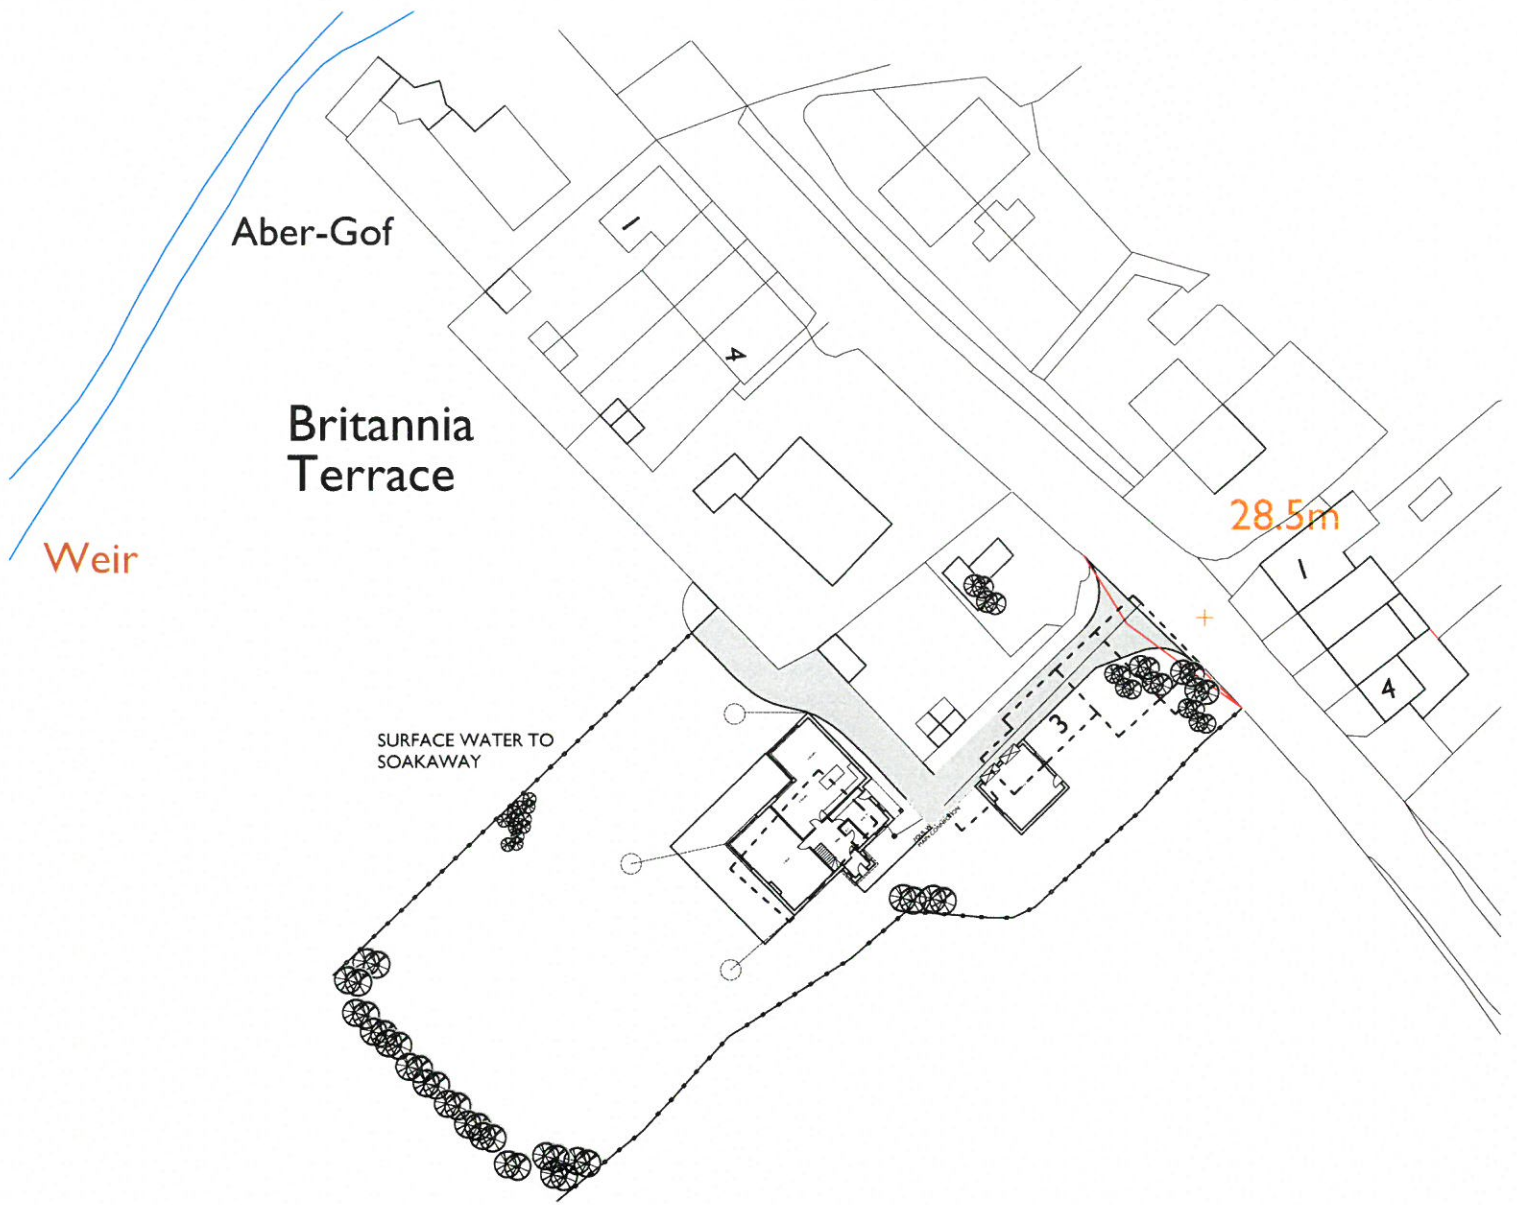 1
Aber-Gof
4
Britannia
Terrace
28.5m
Weir
1
4
3
SURFACE WATER TO
SOAKAWAY